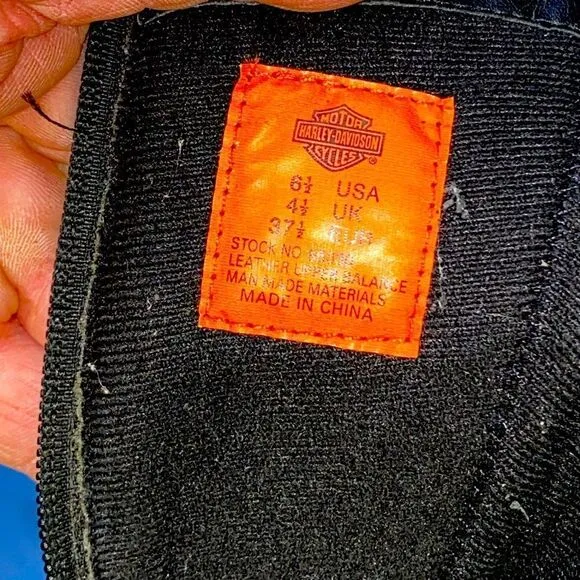 MOTOR
HARLEY-DAVIDSON
CYCLES
®
6½ USA
4½ UK
37½ EUR
STOCK NO
LEATHER UPPER BALANCE
MAN MADE MATERIALS
MADE IN CHINA